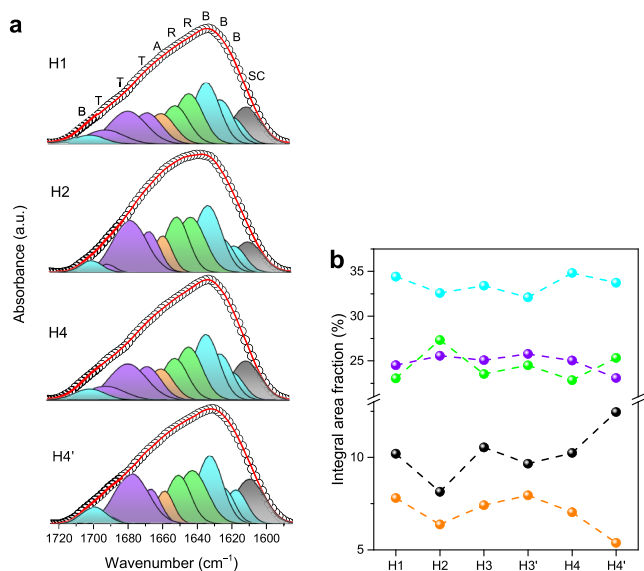 a
H1
B T T T A R R B B B SC
H2
H4
H4'
Absorbance (a.u.)
1720 1700 1680 1660 1640 1620 1600
Wavenumber (cm⁻¹)
b
35
33
25
10
5
Integral area fraction (%)
H1 H2 H3 H3' H4 H4'